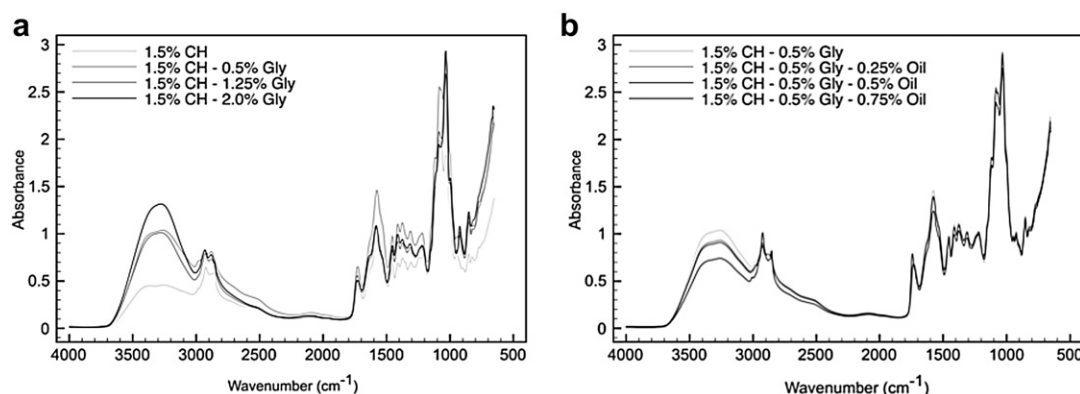 a
3
2.5
2
1.5
1
0.5
0
Absorbance
1.5% CH
1.5% CH - 0.5% Gly
1.5% CH - 1.25% Gly
1.5% CH - 2.0% Gly
4000 3500 3000 2500 2000 1500 1000 500
Wavenumber (cm-1)
b
3
2.5
2
1.5
1
0.5
0
Absorbance
1.5% CH - 0.5% Gly
1.5% CH - 0.5% Gly - 0.25% Oil
1.5% CH - 0.5% Gly - 0.5% Oil
1.5% CH - 0.5% Gly - 0.75% Oil
4000 3500 3000 2500 2000 1500 1000 500
Wavenumber (cm-1)